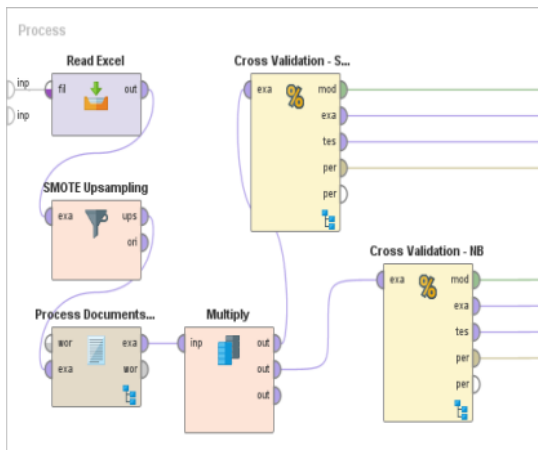 Process
Read Excel
inp
fil
out
inp
SMOTE Upsampling
exa
ups
ori
Process Documents...
wor
exa
exa
wor
Multiply
inp
out
out
out
Cross Validation - S...
exa
mod
exa
tes
per
per
Cross Validation - NB
exa
mod
exa
tes
per
per